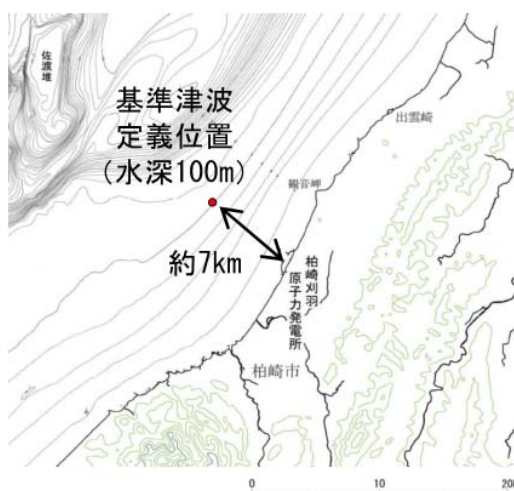 佐渡堆
基準津波
定義位置
(水深100m)
出雲崎
観音岬
約7km
柏崎刈羽
原子力発電所
柏崎市
0 10 20